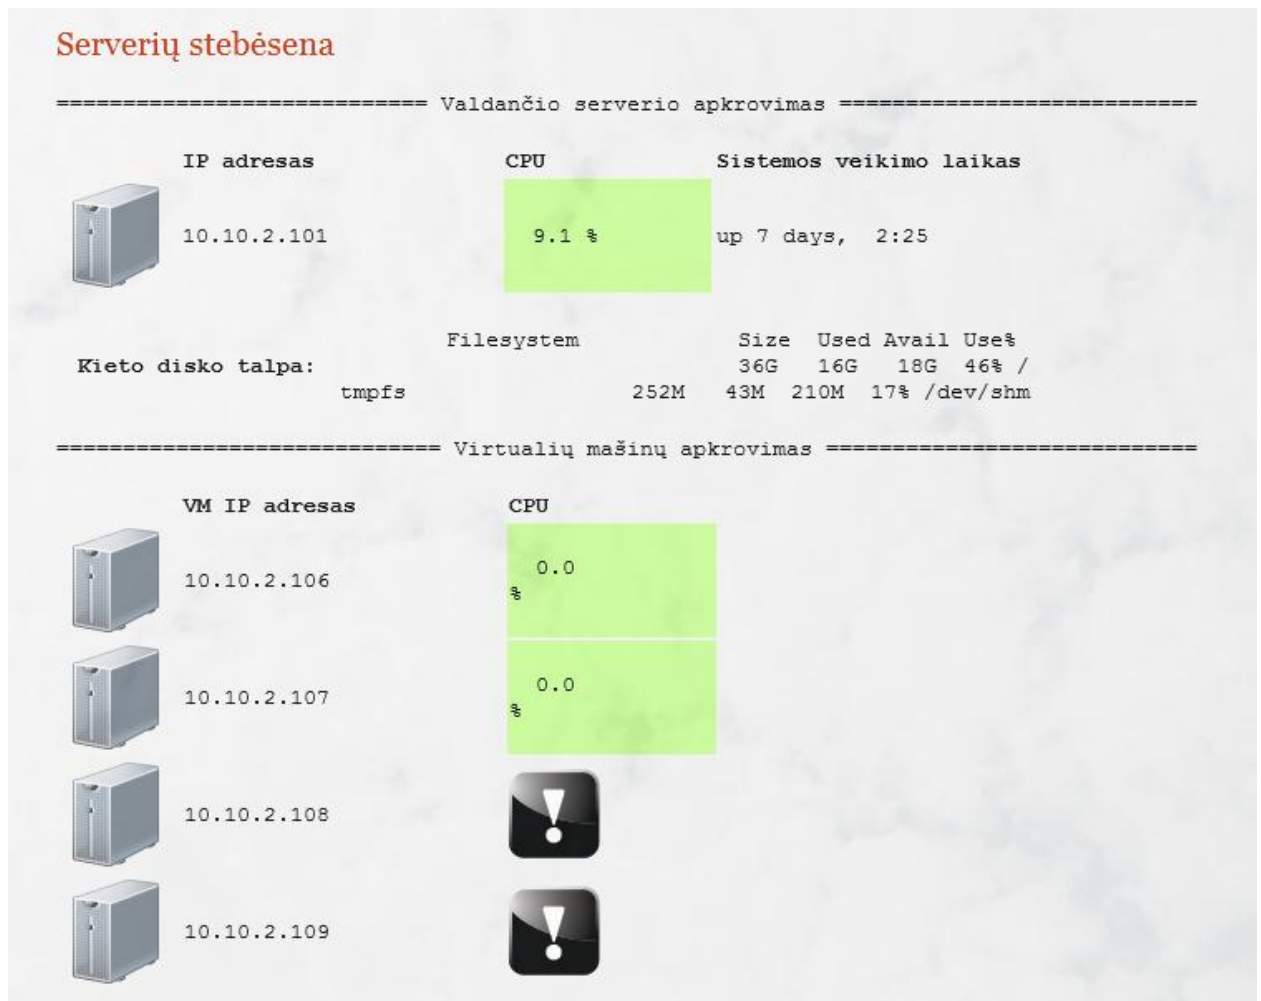 Serverių stebėsena
============================ Valdančio serverio apkrovimas ===========================
IP adresas CPU Sistemos veikimo laikas
10.10.2.101 9.1 % up 7 days, 2:25
Filesystem Size Used Avail Use%
Kieto disko talpa: 36G 16G 18G 46% /
tmpfs 252M 43M 210M 17% /dev/shm
============================= Virtualių mašinų apkrovimas ============================
VM IP adresas CPU
10.10.2.106 0.0
%
10.10.2.107 0.0
%
10.10.2.108
10.10.2.109